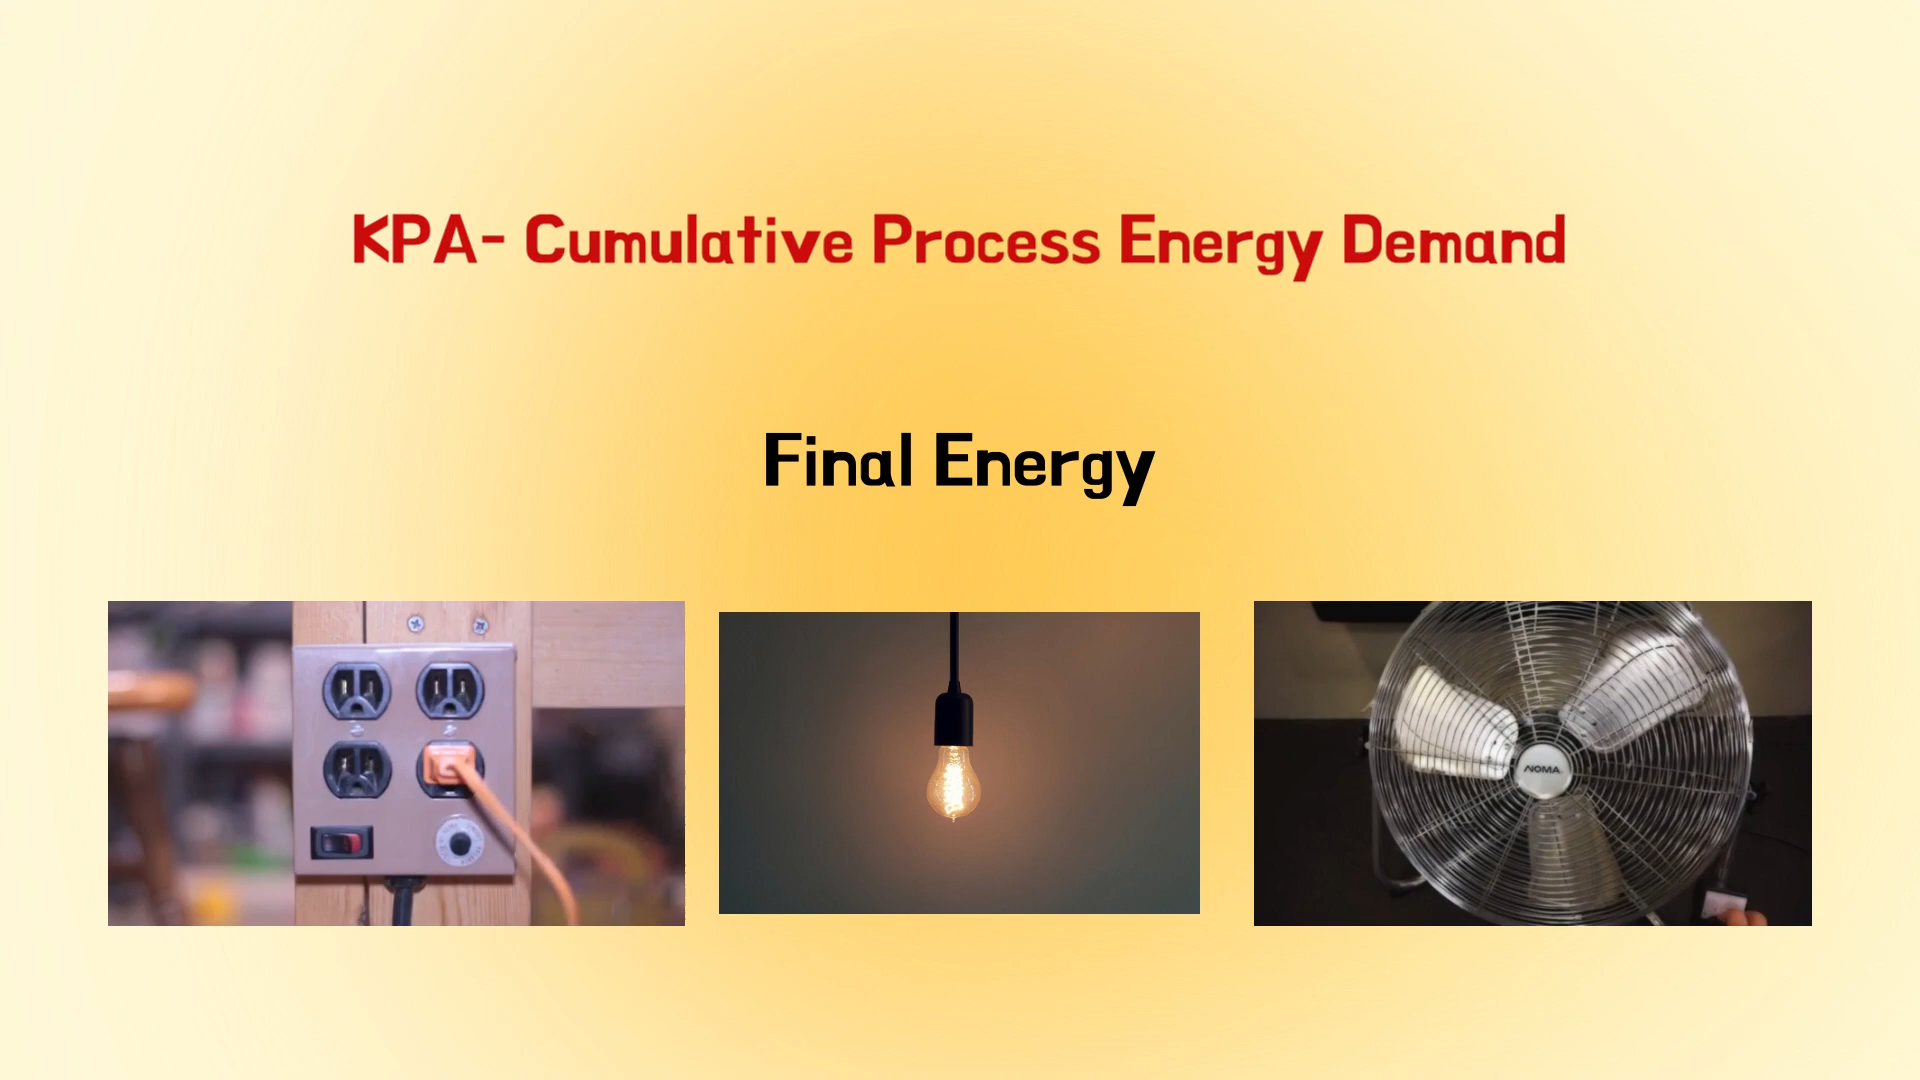 KPA- Cumulative Process Energy Demand
Final Energy
NOMA